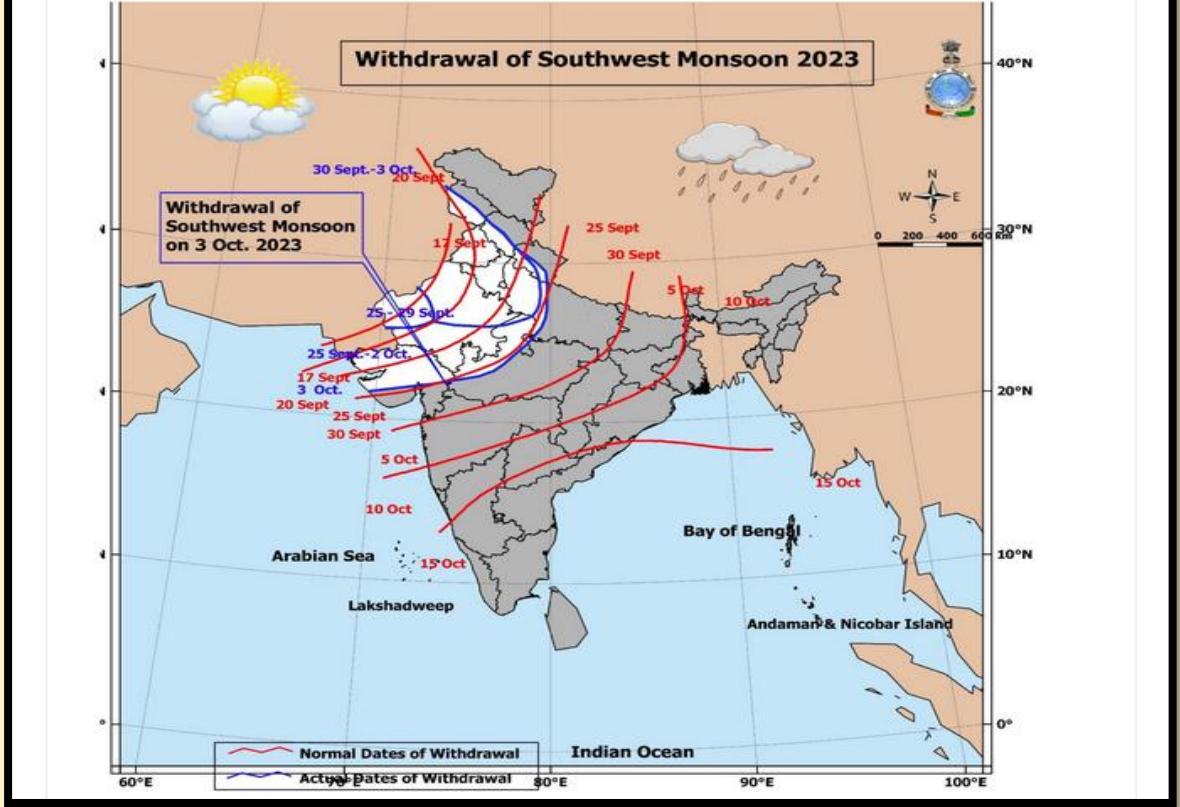 Withdrawal of Southwest Monsoon 2023
40°N
30 Sept.-3 Oct.
20 Sept
N
W E
S
Withdrawal of
Southwest Monsoon
on 3 Oct. 2023
17 Sept
25 Sept
30 Sept
0 200 400 600 km
30°N
5 Oct
10 Oct
25 - 29 Sept.
25 Sept.-2 Oct.
17 Sept
3 Oct.
20 Sept
25 Sept
30 Sept
20°N
5 Oct
15 Oct
10 Oct
Bay of Bengal
Arabian Sea
10°N
15 Oct
Lakshadweep
Andaman & Nicobar Island
0°
Normal Dates of Withdrawal
Indian Ocean
Actual Dates of Withdrawal
60°E
70°E
80°E
90°E
100°E